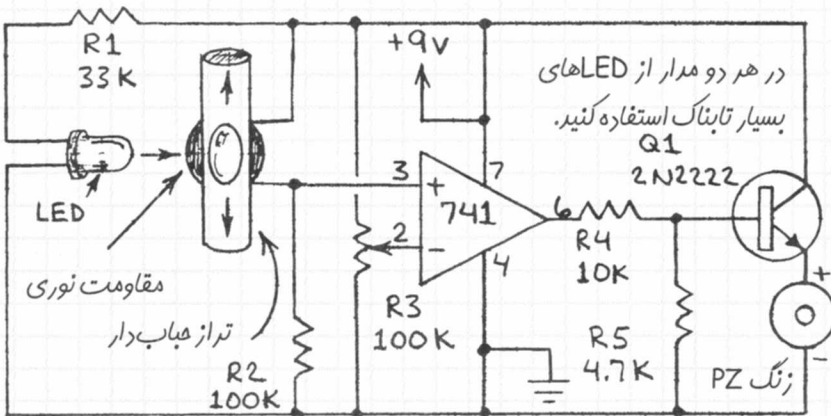 R1
33K
+9V
در هر دو مدار از LEDهای
بسیار تابناک استفاده کنید.
Q1
2N2222
LED
3
+
7
741
2
-
4
6
R4
10K
مقاومت نوری
تراز حباب‌دار
R2
100K
R3
100K
R5
4.7K
+
-
زنگ PZ